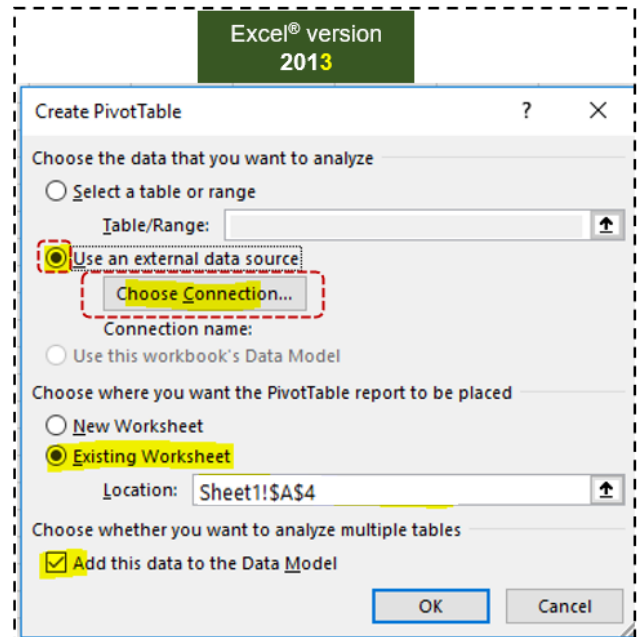 Excel® version
2013
Create PivotTable ? ×
Choose the data that you want to analyze
Select a table or range
Table/Range:
Use an external data source
Choose Connection...
Connection name:
Use this workbook's Data Model
Choose where you want the PivotTable report to be placed
New Worksheet
Existing Worksheet
Location: Sheet1!$A$4
Choose whether you want to analyze multiple tables
Add this data to the Data Model
OK Cancel